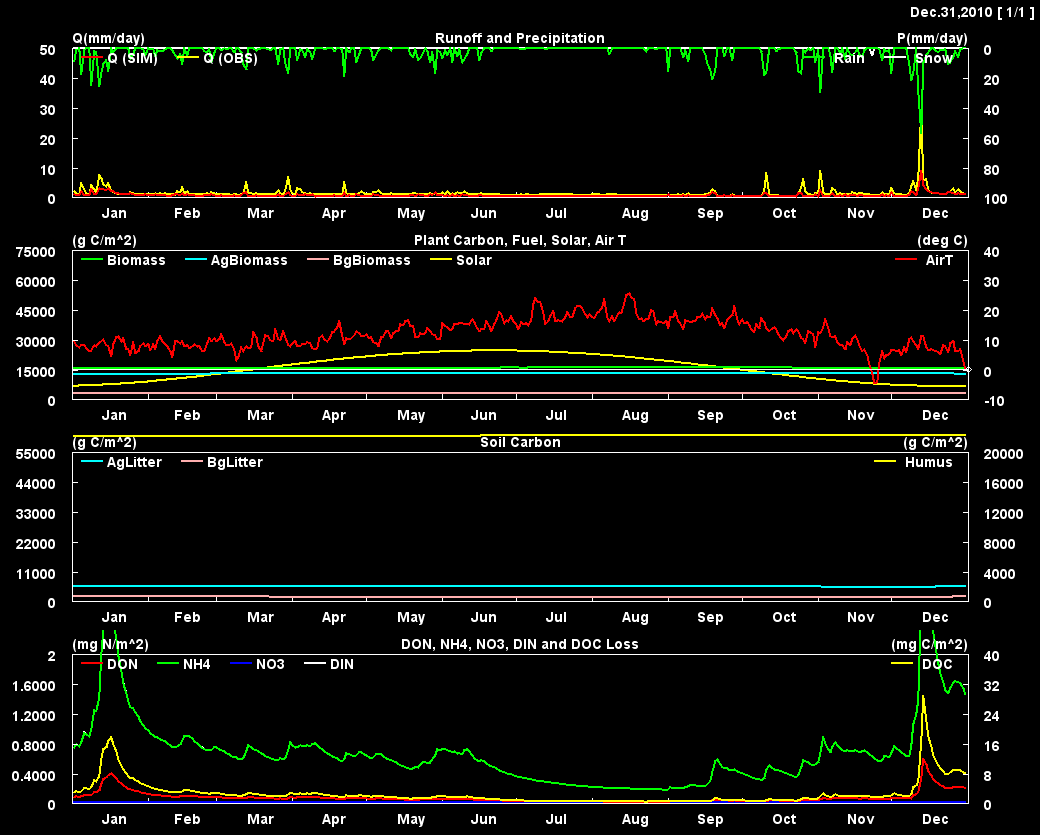 Dec.31,2010 [ 1/1 ]
Q(mm/day) Runoff and Precipitation P(mm/day)
50 Q (SIM) Q (OBS) Rain Snow 0
40 20
30 40
20 60
10 80
0 100
Jan Feb Mar Apr May Jun Jul Aug Sep Oct Nov Dec
(g C/m^2) Plant Carbon, Fuel, Solar, Air T (deg C)
75000 Biomass AgBiomass BgBiomass Solar AirT 40
60000 30
45000 20
30000 10
15000 0
0 -10
Jan Feb Mar Apr May Jun Jul Aug Sep Oct Nov Dec
(g C/m^2) Soil Carbon (g C/m^2)
55000 AgLitter BgLitter Humus 20000
44000 16000
33000 12000
22000 8000
11000 4000
0 0
Jan Feb Mar Apr May Jun Jul Aug Sep Oct Nov Dec
(mg N/m^2) DON, NH4, NO3, DIN and DOC Loss (mg C/m^2)
2 DON NH4 NO3 DIN DOC 40
1.6000 32
1.2000 24
0.8000 16
0.4000 8
0 0
Jan Feb Mar Apr May Jun Jul Aug Sep Oct Nov Dec